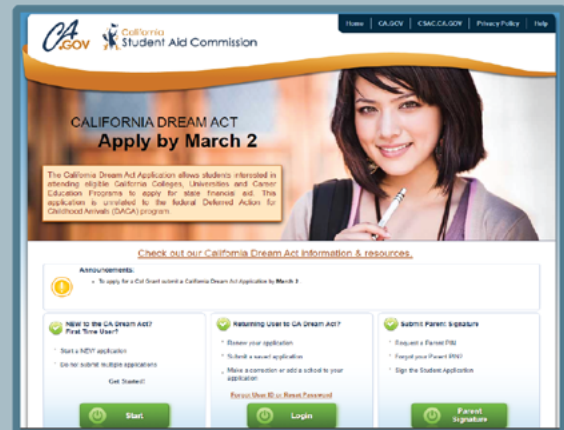 Home | CA.GOV | CSAC.CA.GOV | Privacy Policy | Help
CA
.GOV
California
Student Aid Commission
CALIFORNIA DREAM ACT
Apply by March 2
The California Dream Act Application allows students interested in
attending eligible California Colleges, Universities and Career
Education Programs to apply for state financial aid. This
application is unrelated to the federal Deferred Action for
Childhood Arrivals (DACA) program.
Check out our California Dream Act information & resources.
Announcements:
To apply for a Cal Grant submit a California Dream Act Application by March 2.
NEW to the CA Dream Act?
First Time User?
Start a NEW application
Do not submit multiple applications
Get Started!
Start
Returning User to CA Dream Act?
Renew your application
Submit a saved application
Make a correction or add a school to your
application
Forgot User ID or Reset Password
Login
Submit Parent Signature
Request a Parent PIN
Forgot your Parent PIN?
Sign the Student Application
Parent
Signature